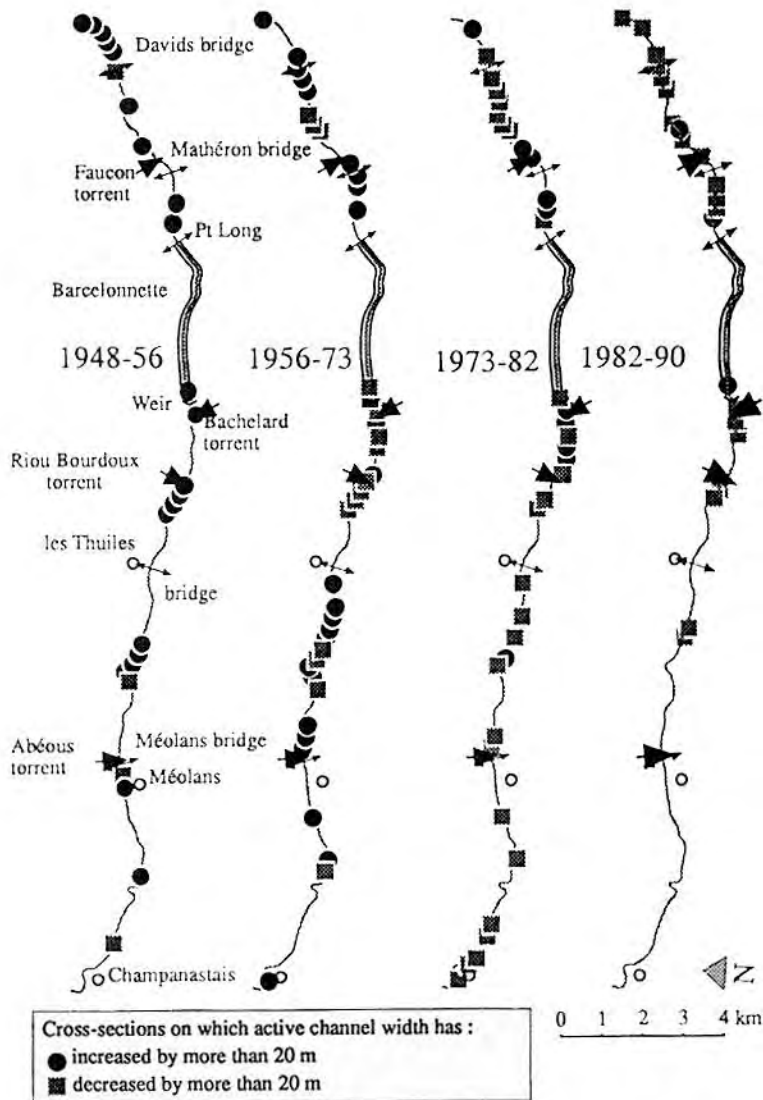 Davids bridge
Mathéron bridge
Faucon
torrent
Pt Long
Barcelonnette
1948-56
1956-73
1973-82
1982-90
Weir
Bachelard
torrent
Riou Bourdoux
torrent
les Thuiles
bridge
Abéous
torrent
Méolans bridge
Méolans
Champanastais
N
Cross-sections on which active channel width has :
increased by more than 20 m
decreased by more than 20 m
0 1 2 3 4 km